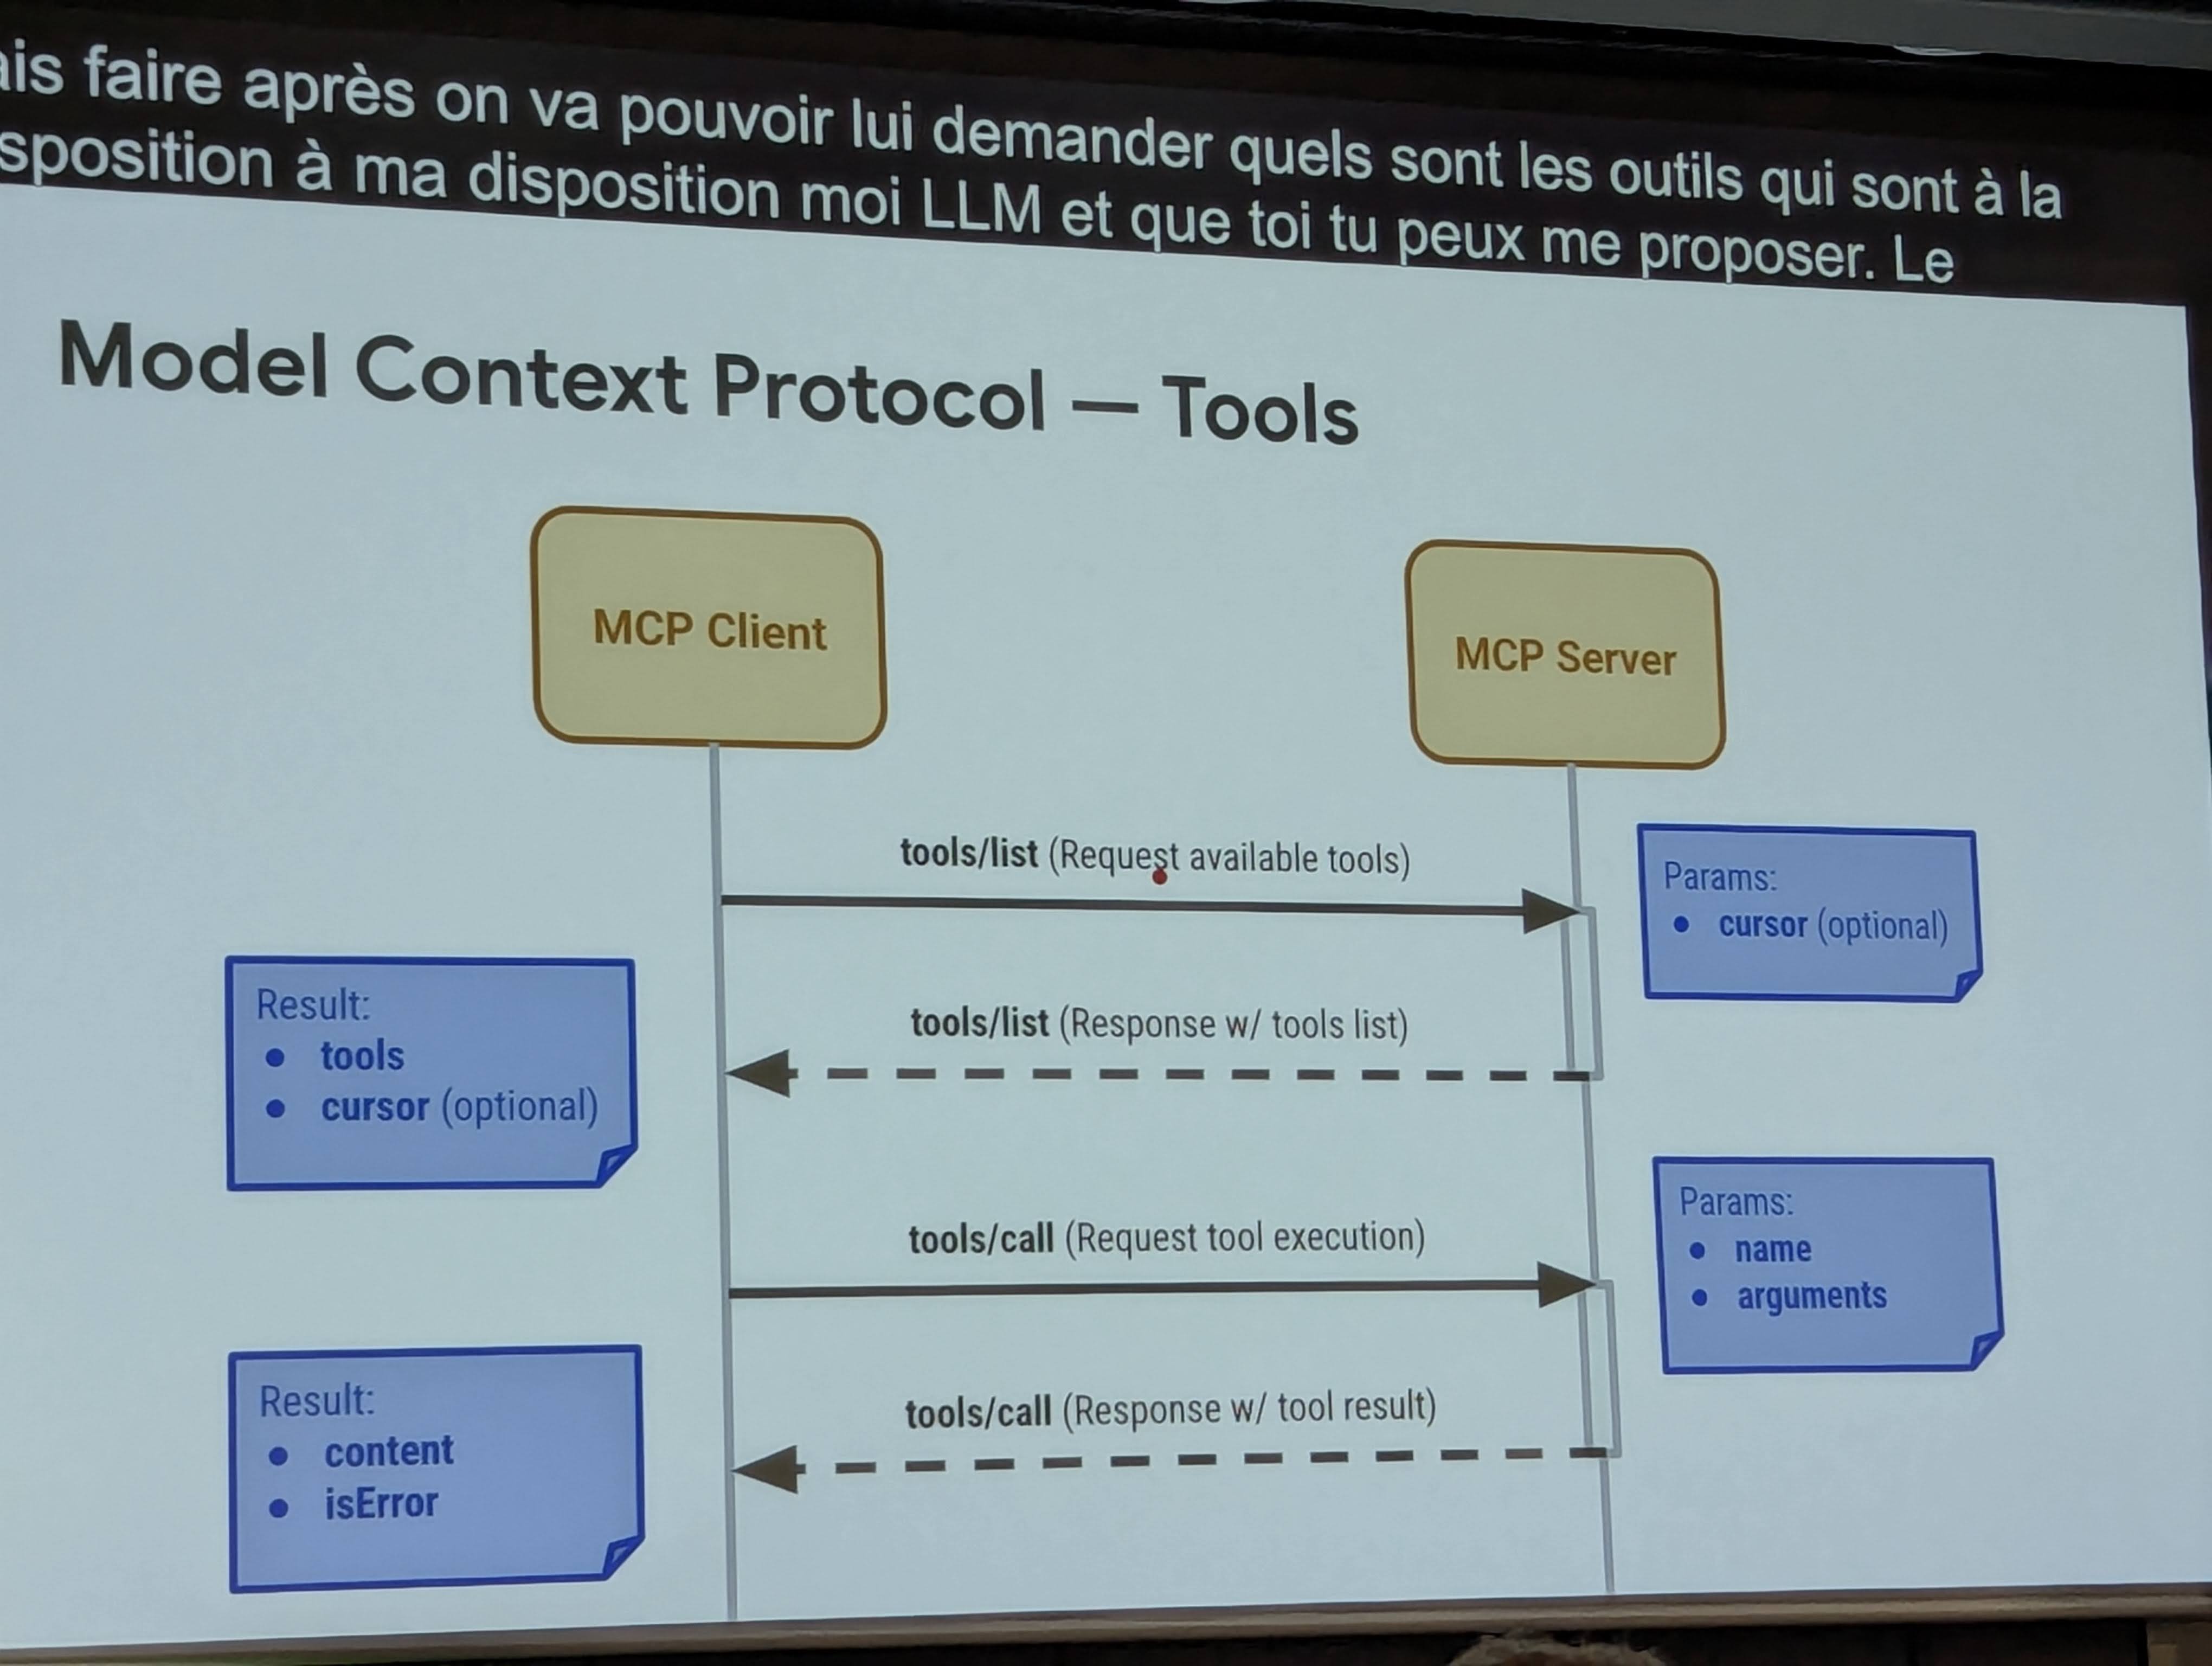 faire après on va pouvoir lui demander quels sont les outils qui sont à la
à ma disposition moi LLM et que toi tu peux me proposer. Le
Model Context Protocol — Tools
MCP Client
MCP Server
tools/list (Request available tools)
Params:
● cursor (optional)
Result:
● tools
● cursor (optional)
tools/list (Response w/ tools list)
tools/call (Request tool execution)
Params:
● name
● arguments
Result:
● content
● isError
tools/call (Response w/ tool result)